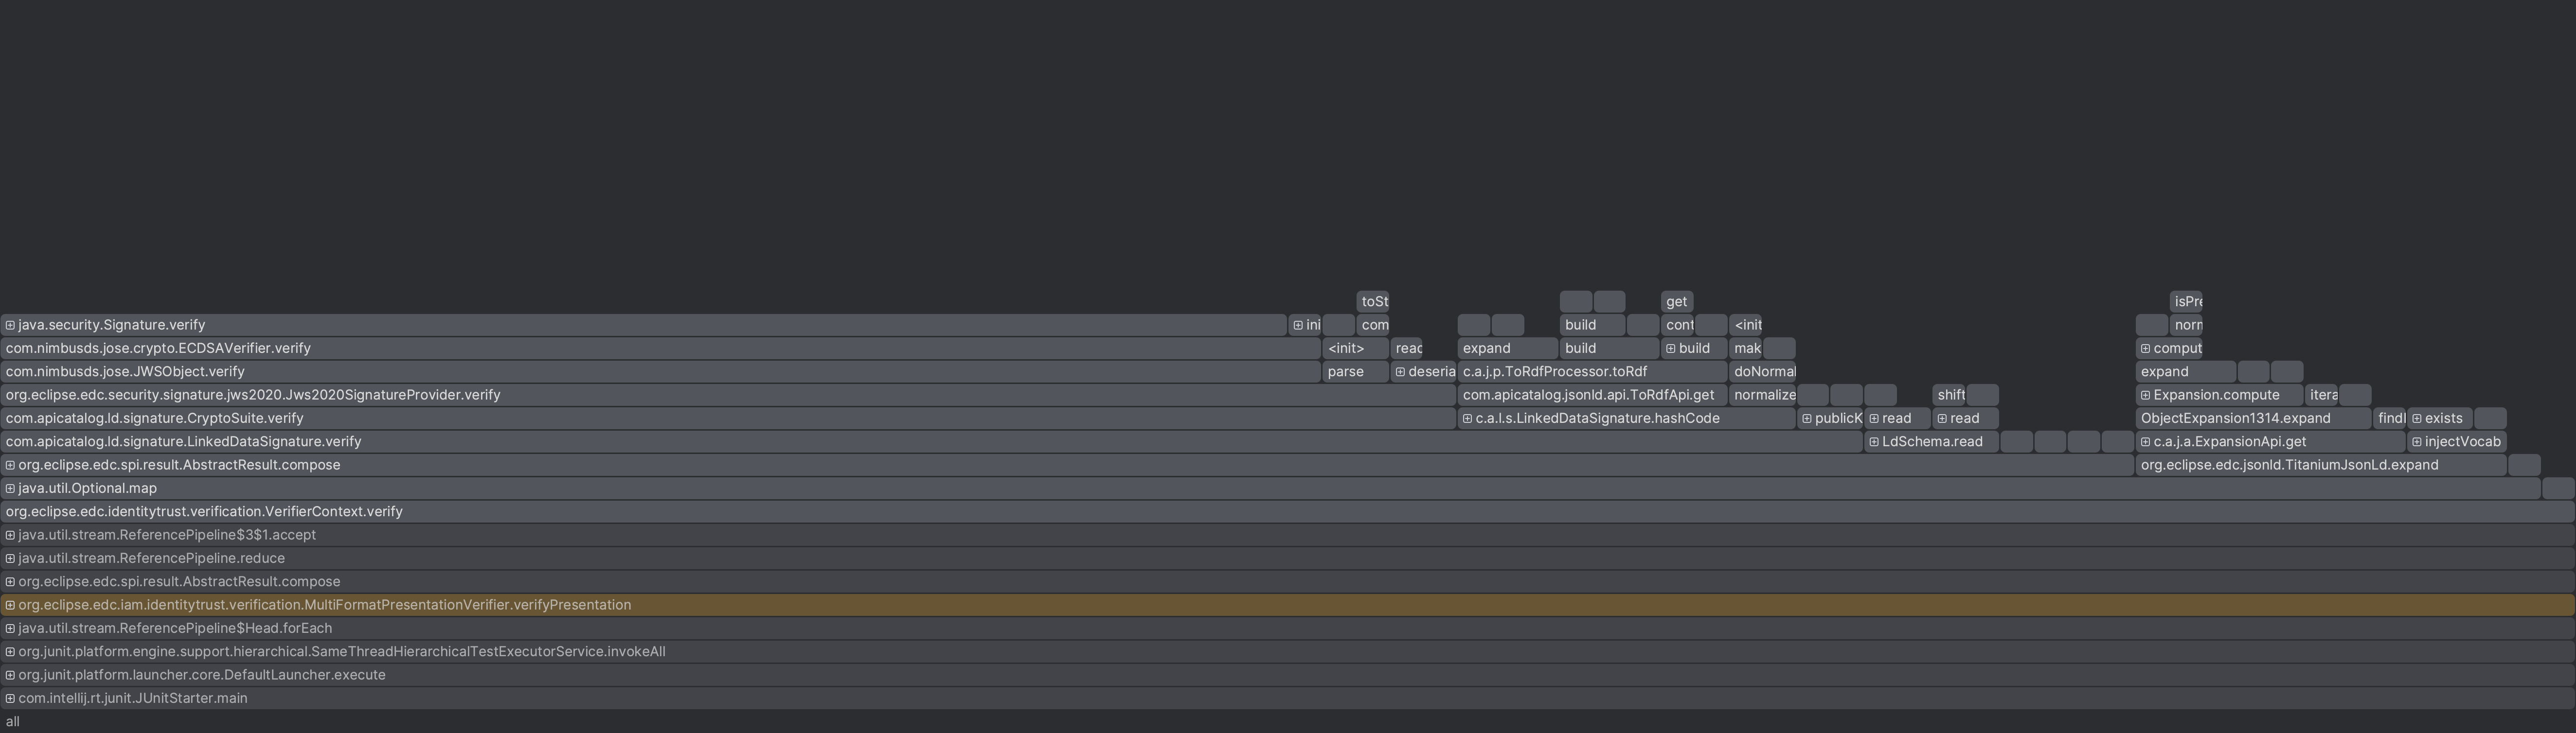 toSt get isPre
java.security.Signature.verify ini com build cont <init norn
com.nimbusds.jose.crypto.ECDSAVerifier.verify <init> reac expand build build mak comput
com.nimbusds.jose.JWSObject.verify parse deseria c.a.j.p.ToRdfProcessor.toRdf doNormal expand
org.eclipse.edc.security.signature.jws2020.Jws2020SignatureProvider.verify com.apicatalog.jsonld.api.ToRdfApi.get normalize shift Expansion.compute itera
com.apicatalog.ld.signature.CryptoSuite.verify c.a.l.s.LinkedDataSignature.hashCode publicK read read ObjectExpansion1314.expand findl exists
com.apicatalog.ld.signature.LinkedDataSignature.verify LdSchema.read c.a.j.a.ExpansionApi.get injectVocab
org.eclipse.edc.spi.result.AbstractResult.compose org.eclipse.edc.jsonld.TitaniumJsonLd.expand
java.util.Optional.map
org.eclipse.edc.identitytrust.verification.VerifierContext.verify
java.util.stream.ReferencePipeline$3$1.accept
java.util.stream.ReferencePipeline.reduce
org.eclipse.edc.spi.result.AbstractResult.compose
org.eclipse.edc.iam.identitytrust.verification.MultiFormatPresentationVerifier.verifyPresentation
java.util.stream.ReferencePipeline$Head.forEach
org.junit.platform.engine.support.hierarchical.SameThreadHierarchicalTestExecutorService.invokeAll
org.junit.platform.launcher.core.DefaultLauncher.execute
com.intellij.rt.junit.JUnitStarter.main
all